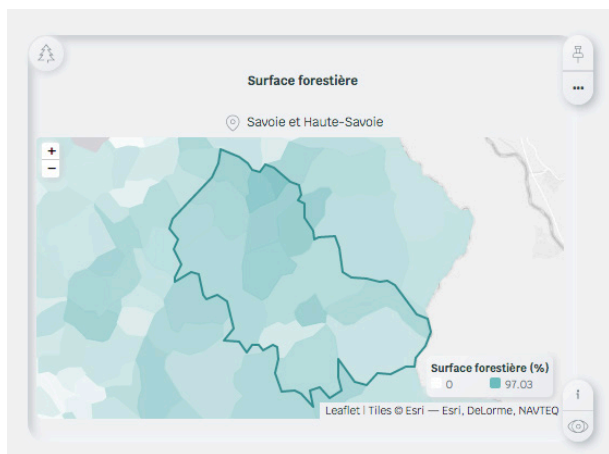 Surface forestière
Savoie et Haute-Savoie
+
−
Surface forestière (%)
0 97.03
Leaflet | Tiles © Esri — Esri, DeLorme, NAVTEQ
i